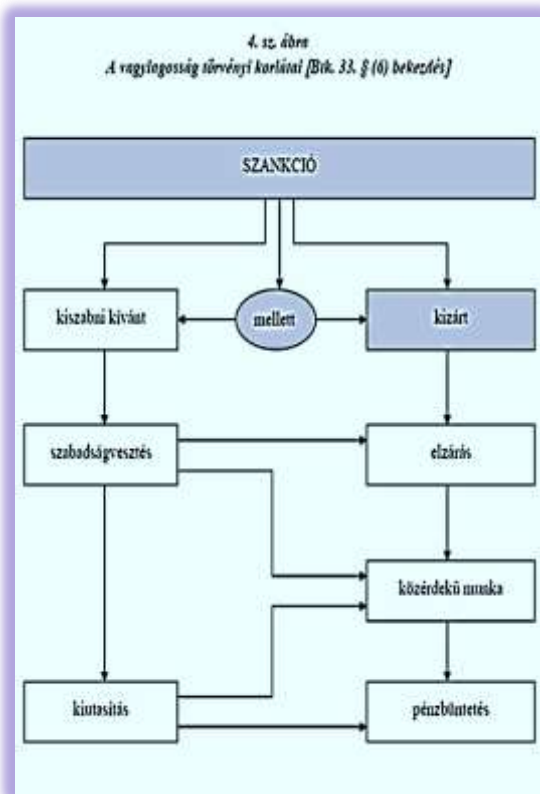 4. sz. ábra
A vagylagosság törvényi korlátai [Btk. 33. § (6) bekezdés]
SZANKCIÓ
kiszabni kívánt
mellett
kizárt
szabadságvesztés
elzárás
közérdekű munka
kiutasítás
pénzbüntetés